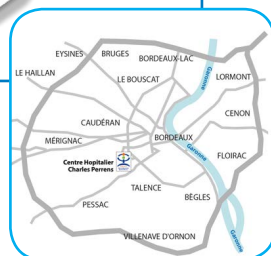 EYSINES
BRUGES
BORDEAUX-LAC
LE HAILLAN
LE BOUSCAT
Garonne
LORMONT
CAUDÉRAN
CENON
MÉRIGNAC
BORDEAUX
Garonne
Centre Hopitalier
Charles Perrens
FLOIRAC
TALENCE
PESSAC
BÈGLES
VILLENAVE D'ORNON
Garonne